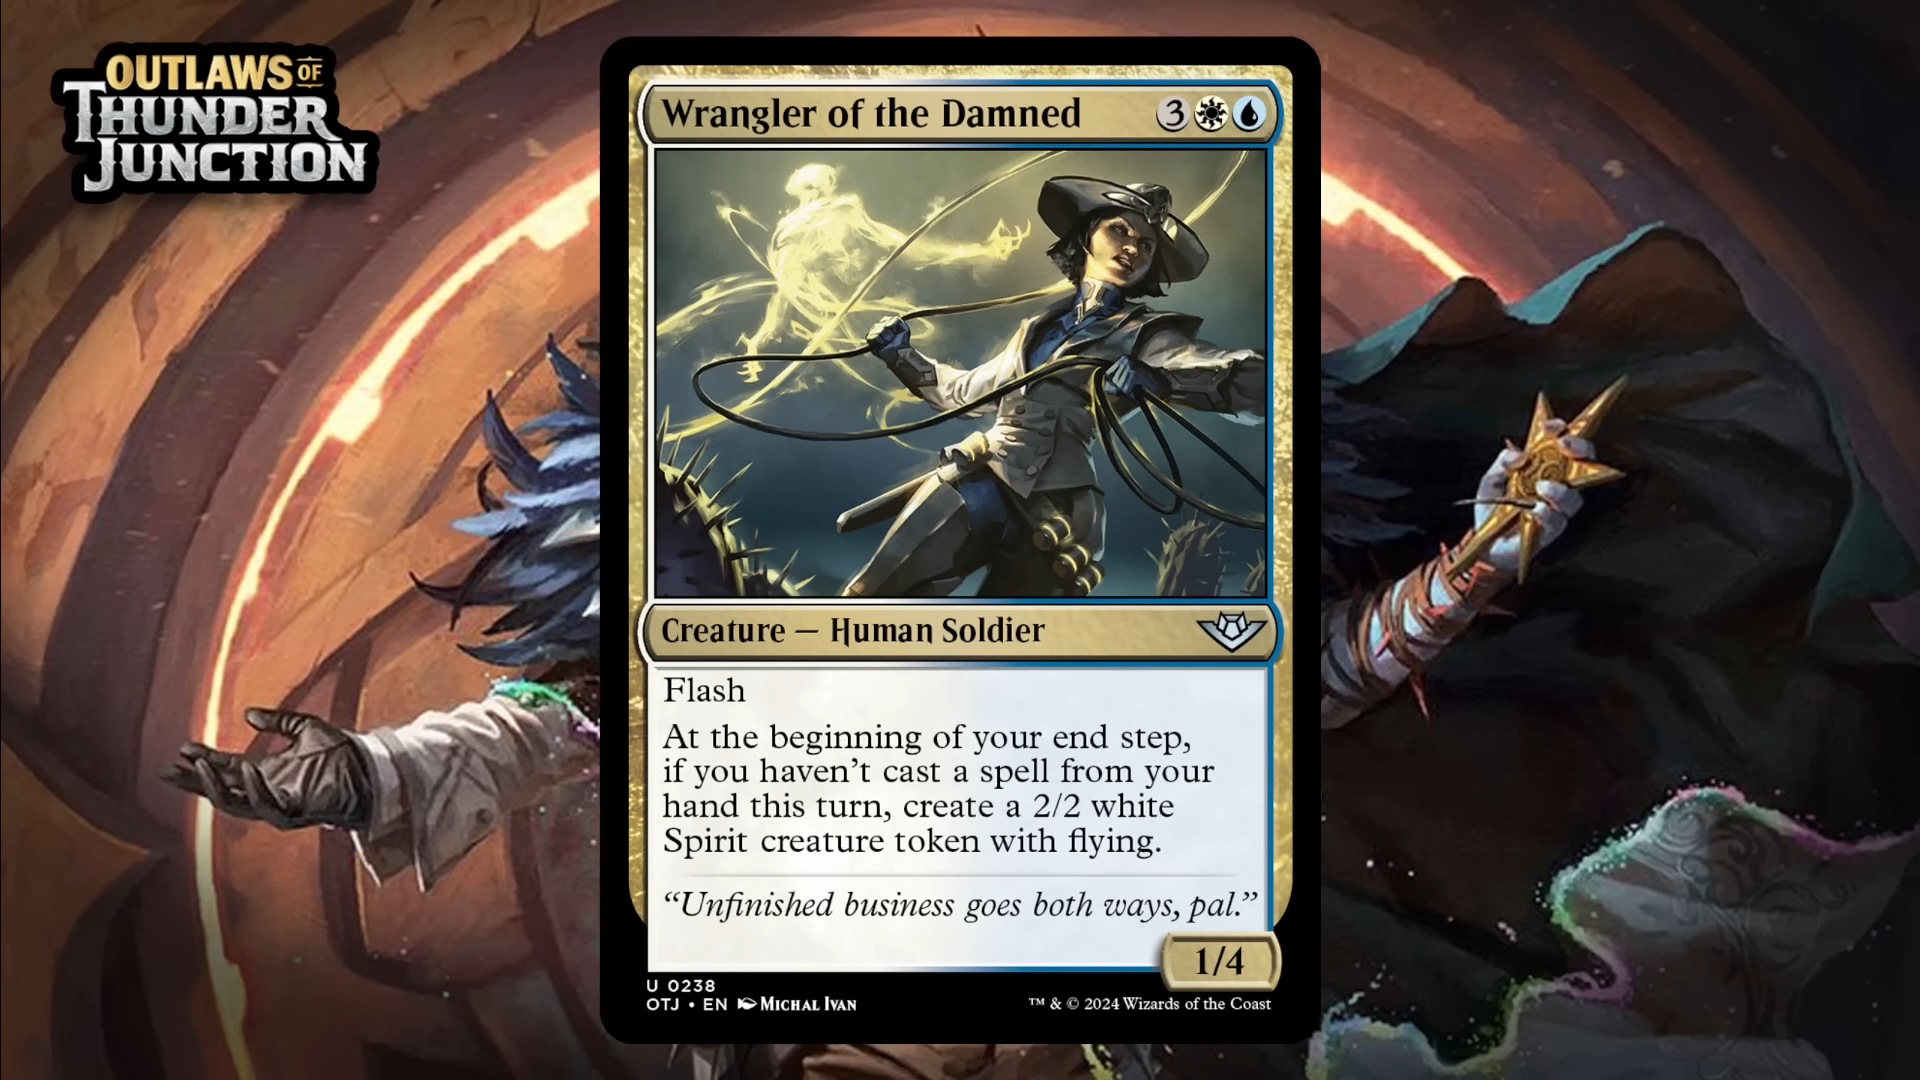 OUTLAWS OF
THUNDER
JUNCTION
Wrangler of the Damned 3
Creature — Human Soldier
Flash
At the beginning of your end step,
if you haven't cast a spell from your
hand this turn, create a 2/2 white
Spirit creature token with flying.
“Unfinished business goes both ways, pal.”
1/4
U 0238
OTJ • EN MICHAL IVAN
™ & © 2024 Wizards of the Coast